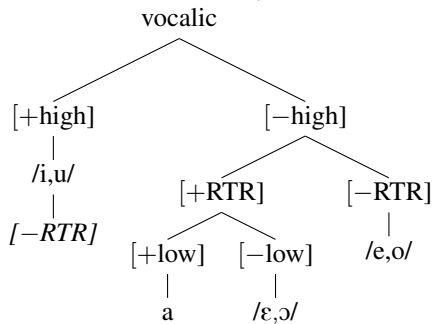 vocalic
[+high] [−high]
/i,u/ [+RTR] [−RTR]
[−RTR] [+low] [−low] /e,o/
a /ɛ,ɔ/